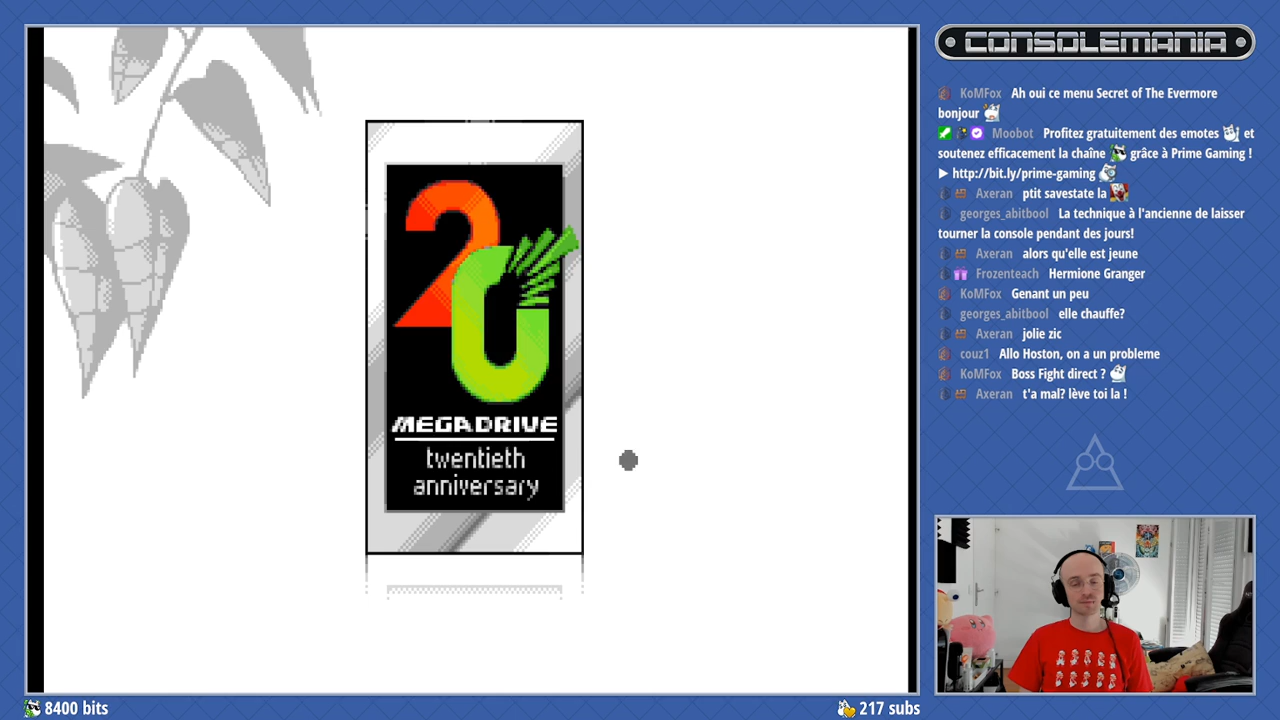 20
MEGADRIVE
twentieth
anniversary
CONSOLEMANIA
KoMFox Ah oui ce menu Secret of The Evermore
bonjour
Moobot Profitez gratuitement des emotes et
soutenez efficacement la chaîne grâce à Prime Gaming !
► http://bit.ly/prime-gaming
Axeran ptit savestate la
georges_abitbool La technique à l'ancienne de laisser
tourner la console pendant des jours!
Axeran alors qu'elle est jeune
Frozenteach Hermione Granger
KoMFox Genant un peu
georges_abitbool elle chauffe?
Axeran jolie zic
couz1 Allo Hoston, on a un probleme
KoMFox Boss Fight direct ?
Axeran t'a mal? lève toi la !
8400 bits
217 subs